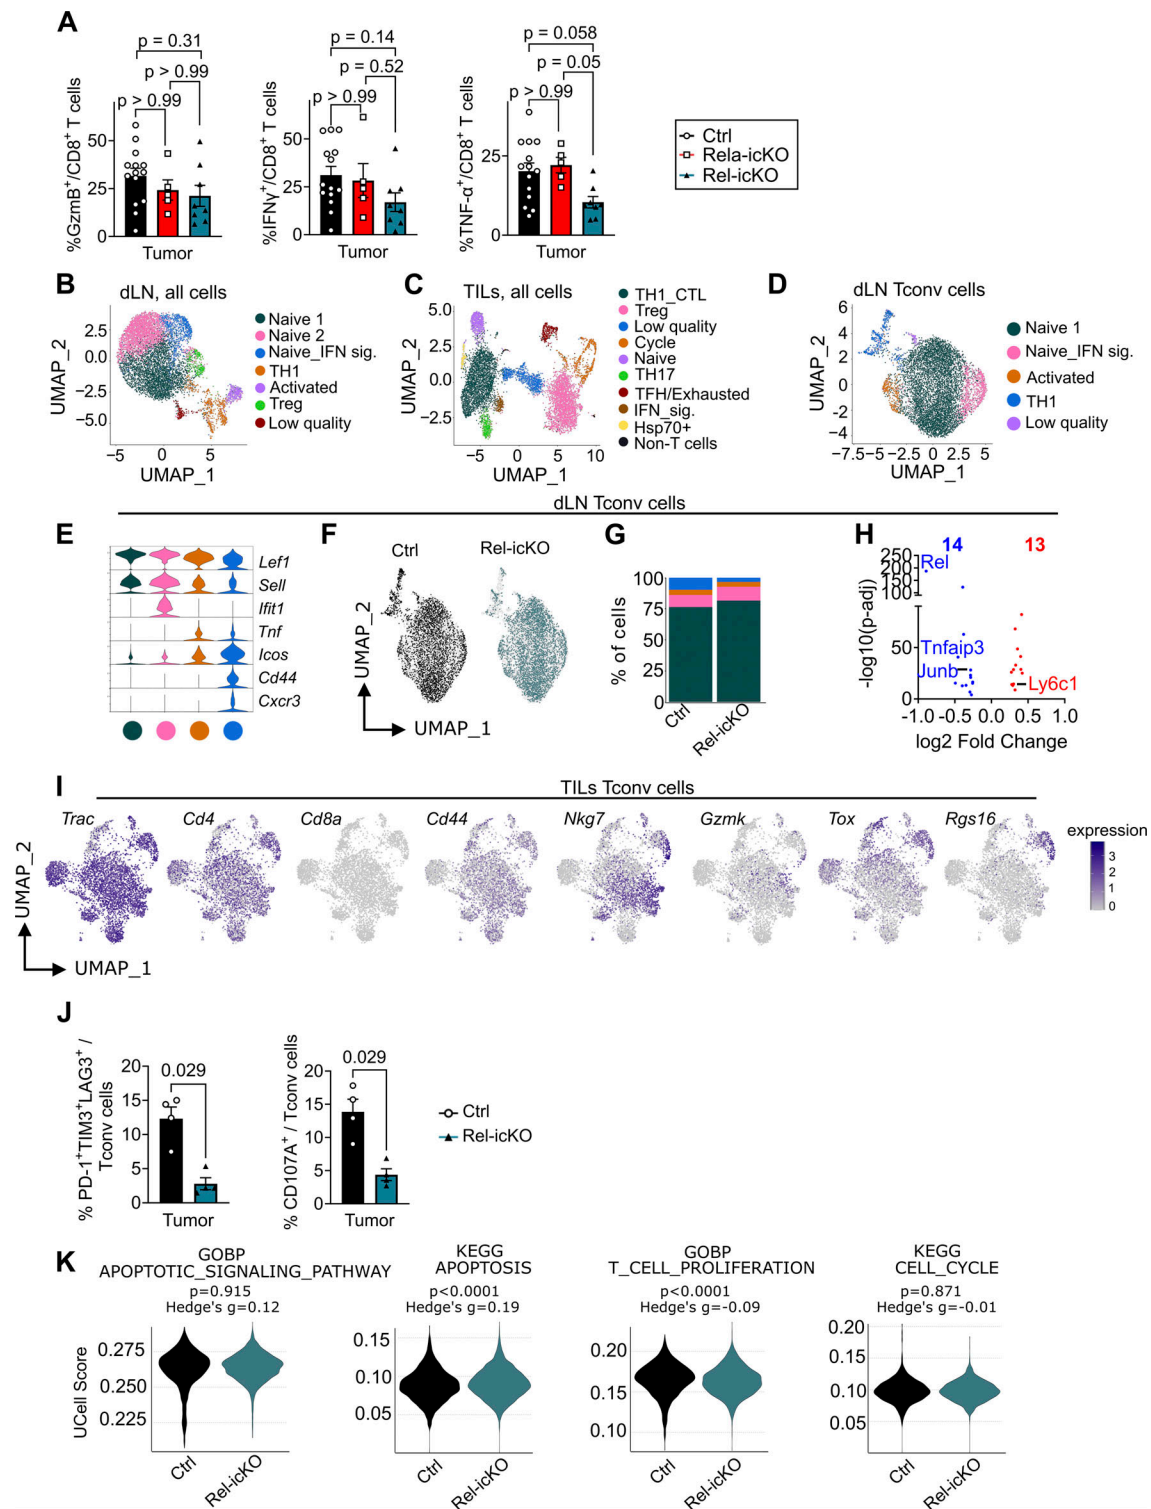 A
p = 0.31
p > 0.99
p > 0.99
%GzmB⁺/CD8⁺ T cells
50
25
0
Tumor
p = 0.14
p = 0.52
p > 0.99
%IFNγ⁺/CD8⁺ T cells
50
25
0
Tumor
p = 0.058
p = 0.05
p > 0.99
%TNF-α⁺/CD8⁺ T cells
25
0
Tumor
Ctrl
Rela-icKO
Rel-icKO
B
dLN, all cells
UMAP_2
2.5
0.0
−2.5
−5.0
−5 0 5
UMAP_1
Naive 1
Naive 2
Naive_IFN sig.
TH1
Activated
Treg
Low quality
C
TILs, all cells
UMAP_2
5.0
2.5
0.0
−2.5
−5 0 5 10
UMAP_1
TH1_CTL
Treg
Low quality
Cycle
Naive
TH17
TFH/Exhausted
IFN_sig.
Hsp70+
Non-T cells
D
dLN Tconv cells
UMAP_2
6
4
2
0
−2
−4
−7.5−5−2.5 0 2.5 5
UMAP_1
Naive 1
Naive_IFN sig.
Activated
TH1
Low quality
dLN Tconv cells
E
Lef1
Sell
Ifit1
Tnf
Icos
Cd44
Cxcr3
F
Ctrl
Rel-icKO
UMAP_2
UMAP_1
G
% of cells
100
75
50
25
0
Ctrl
Rel-icKO
H
14
13
-log10(p-adj)
250
200
150
100
50
0
Rel
Tnfaip3
Junb
Ly6c1
-1.0 -0.5 0.0 0.5 1.0
log2 Fold Change
I
TILs Tconv cells
Trac
Cd4
Cd8a
Cd44
Nkg7
Gzmk
Tox
Rgs16
UMAP_2
UMAP_1
expression
3
2
1
0
J
% PD-1⁺TIM3⁺LAG3⁺ /
Tconv cells
20
15
10
5
0
0.029
Tumor
% CD107A⁺ / Tconv cells
20
15
10
5
0
0.029
Tumor
Ctrl
Rel-icKO
K
GOBP
APOPTOTIC_SIGNALING_PATHWAY
p=0.915
Hedge's g=0.12
UCell Score
0.275
0.250
0.225
Ctrl
Rel-icKO
KEGG
APOPTOSIS
p<0.0001
Hedge's g=0.19
0.15
0.10
0.05
Ctrl
Rel-icKO
GOBP
T_CELL_PROLIFERATION
p<0.0001
Hedge's g=-0.09
0.20
0.15
0.10
Ctrl
Rel-icKO
KEGG
CELL_CYCLE
p=0.871
Hedge's g=-0.01
0.20
0.15
0.10
0.05
Ctrl
Rel-icKO